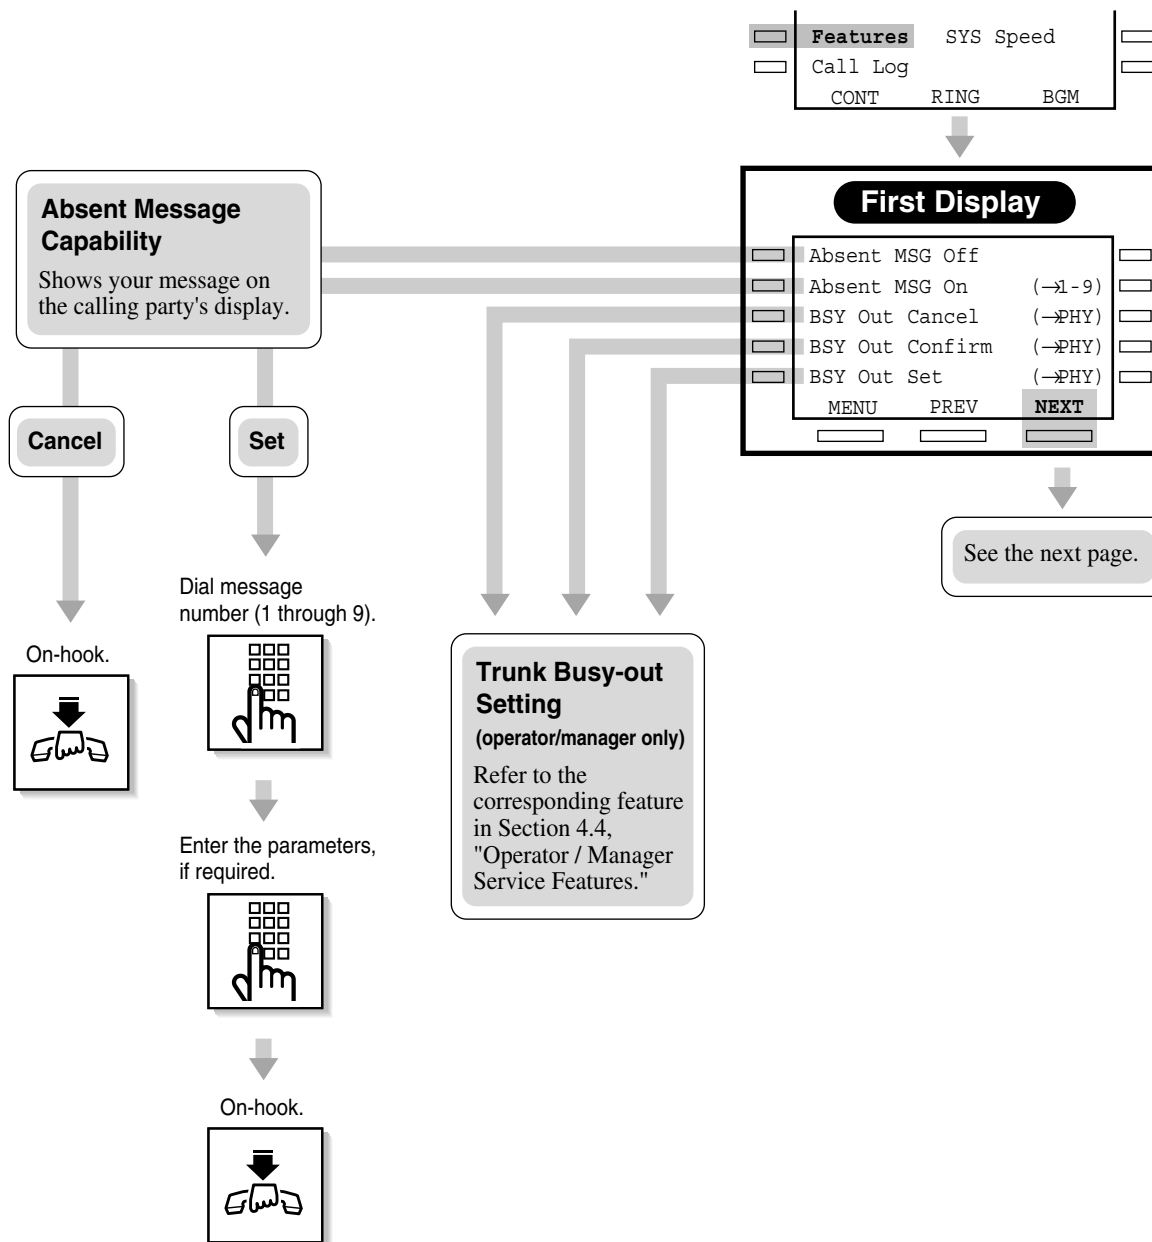 Features SYS Speed
Call Log
CONT RING BGM
First Display
Absent MSG Off
Absent MSG On (→1-9)
BSY Out Cancel (→PHY)
BSY Out Confirm (→PHY)
BSY Out Set (→PHY)
MENU PREV NEXT
See the next page.
Absent Message
Capability
Shows your message on
the calling party's display.
Cancel
Set
On-hook.
Dial message
number (1 through 9).
Enter the parameters,
if required.
On-hook.
Trunk Busy-out
Setting
(operator/manager only)
Refer to the
corresponding feature
in Section 4.4,
"Operator / Manager
Service Features."